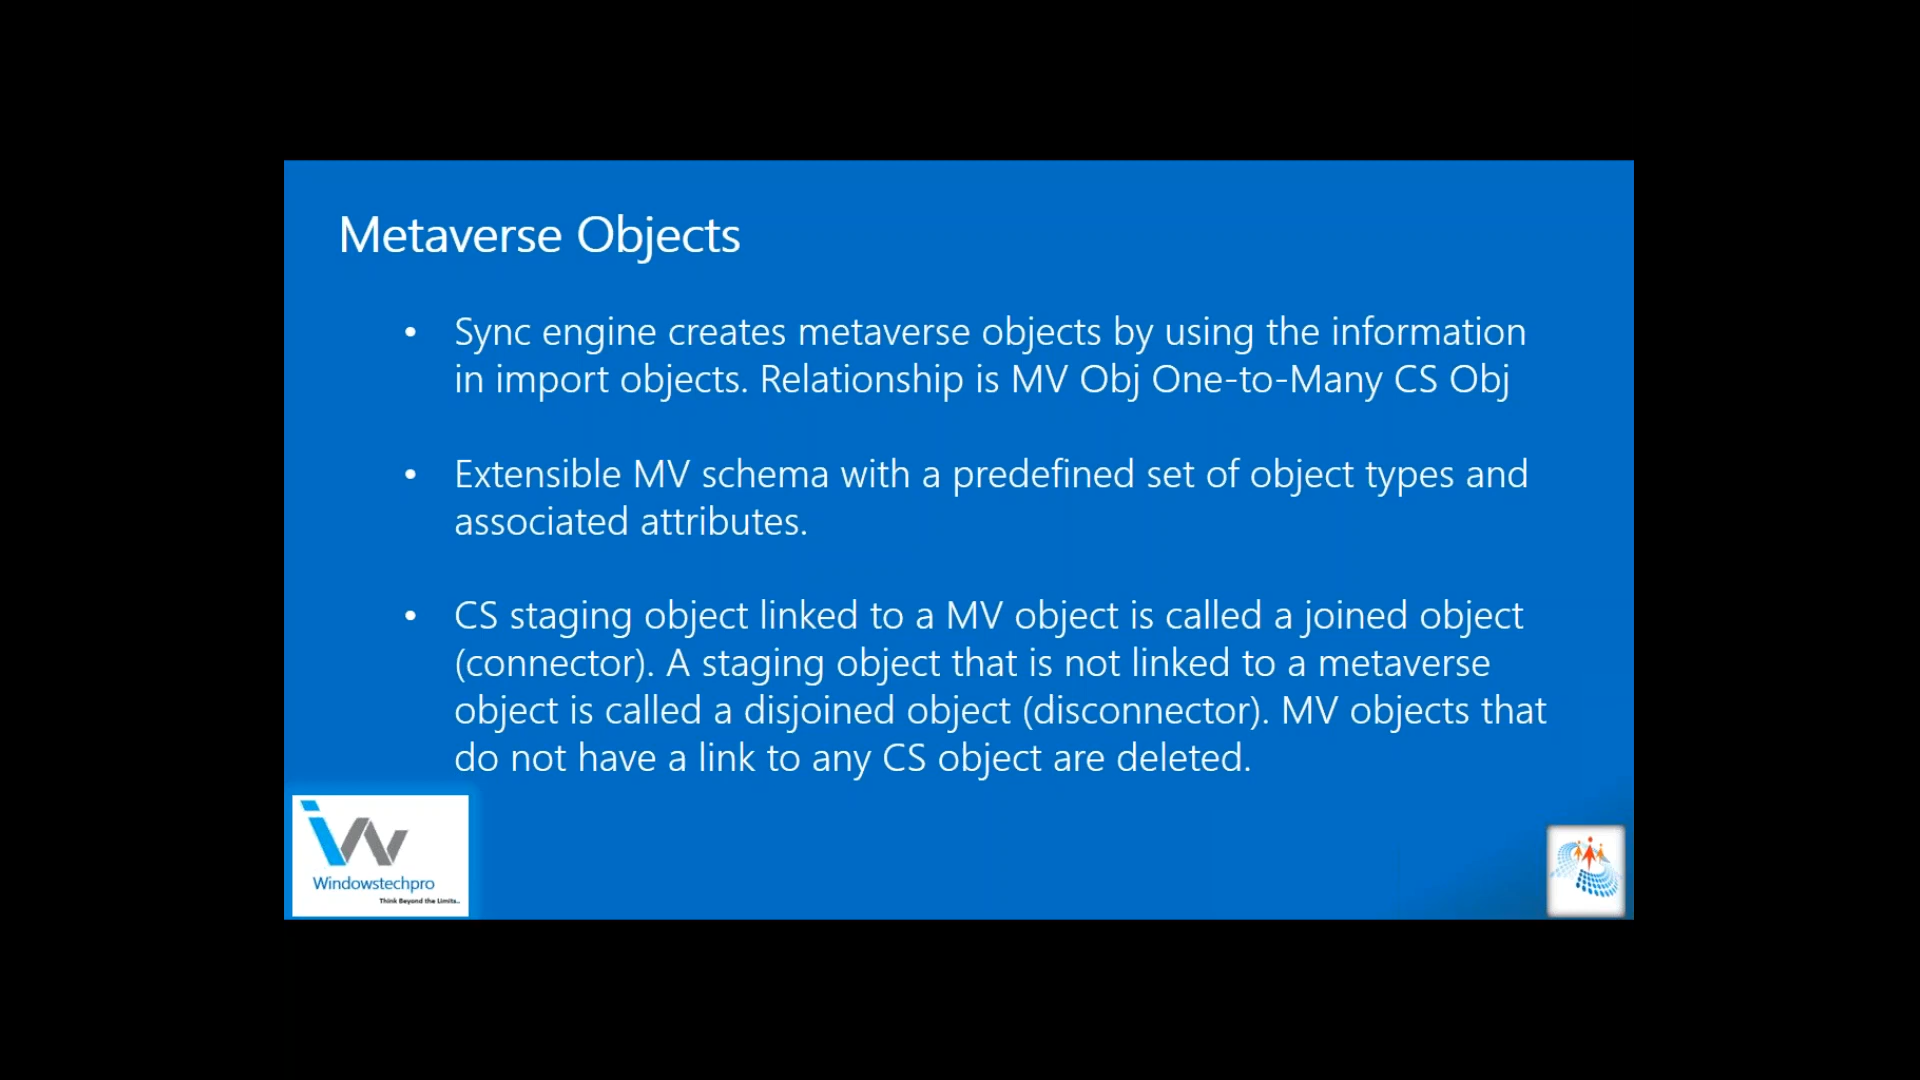 Metaverse Objects
• Sync engine creates metaverse objects by using the information
in import objects. Relationship is MV Obj One-to-Many CS Obj
• Extensible MV schema with a predefined set of object types and
associated attributes.
• CS staging object linked to a MV object is called a joined object
(connector). A staging object that is not linked to a metaverse
object is called a disjoined object (disconnector). MV objects that
do not have a link to any CS object are deleted.
iW
Windowstechpro
Think Beyond the Limits..